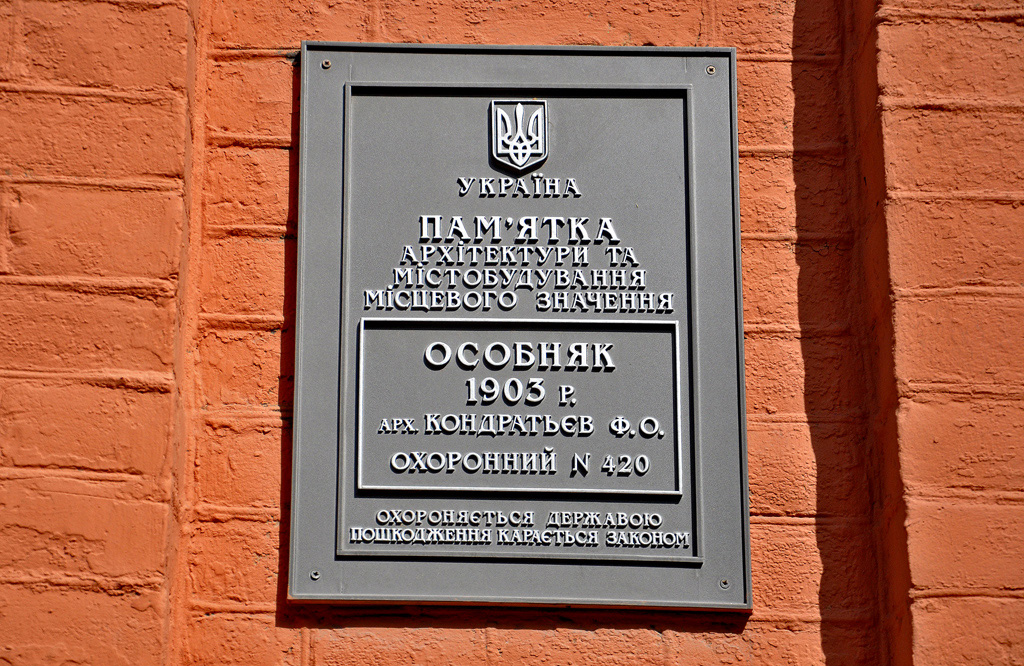 УКРАЇНА
ПАМ'ЯТКА
АРХІТЕКТУРИ ТА
МІСТОБУДУВАННЯ
МІСЦЕВОГО ЗНАЧЕННЯ
ОСОБНЯК
1903 Р.
АРХ. КОНДРАТЬЄВ Ф.О.
ОХОРОННИЙ N 420
ОХОРОНЯЄТЬСЯ ДЕРЖАВОЮ
ПОШКОДЖЕННЯ КАРАЄТЬСЯ ЗАКОНОМ